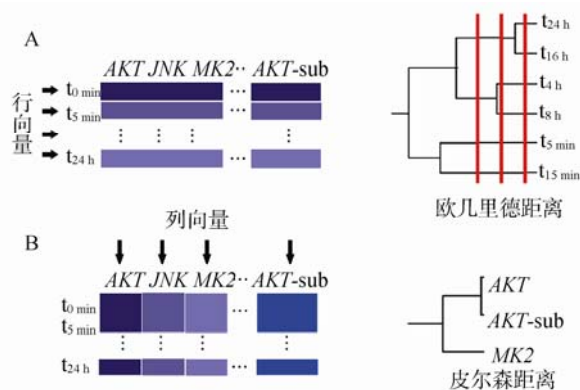 A
AKT JNK MK2·· AKT-sub
行向量
t0 min
t5 min
t24 h
t24 h
t16 h
t4 h
t8 h
t5 min
t15 min
欧几里德距离
B
列向量
AKT JNK MK2·· AKT-sub
t0 min
t5 min
t24 h
AKT
AKT-sub
MK2
皮尔森距离